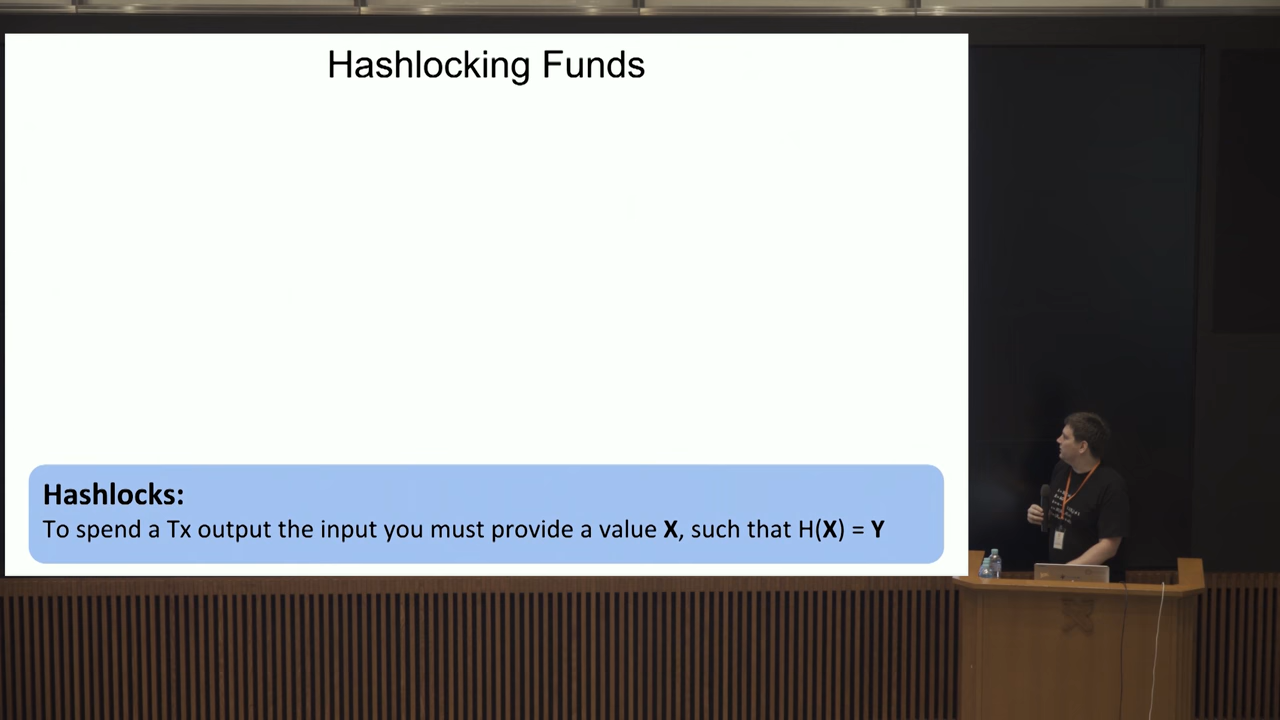 Hashlocking Funds
Hashlocks:
To spend a Tx output the input you must provide a value X, such that H(X) = Y